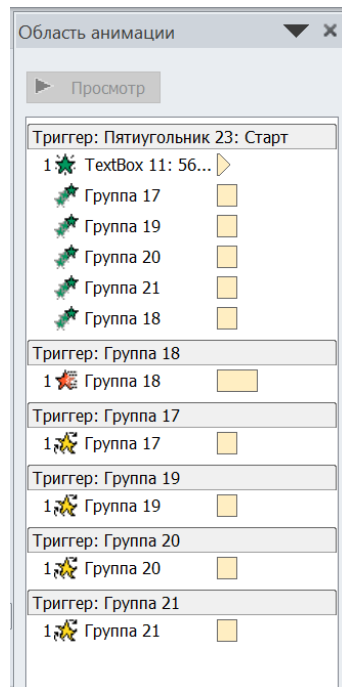 Область анимации
Просмотр
Триггер: Пятиугольник 23: Старт
1 TextBox 11: 56...
Группа 17
Группа 19
Группа 20
Группа 21
Группа 18
Триггер: Группа 18
1 Группа 18
Триггер: Группа 17
1 Группа 17
Триггер: Группа 19
1 Группа 19
Триггер: Группа 20
1 Группа 20
Триггер: Группа 21
1 Группа 21